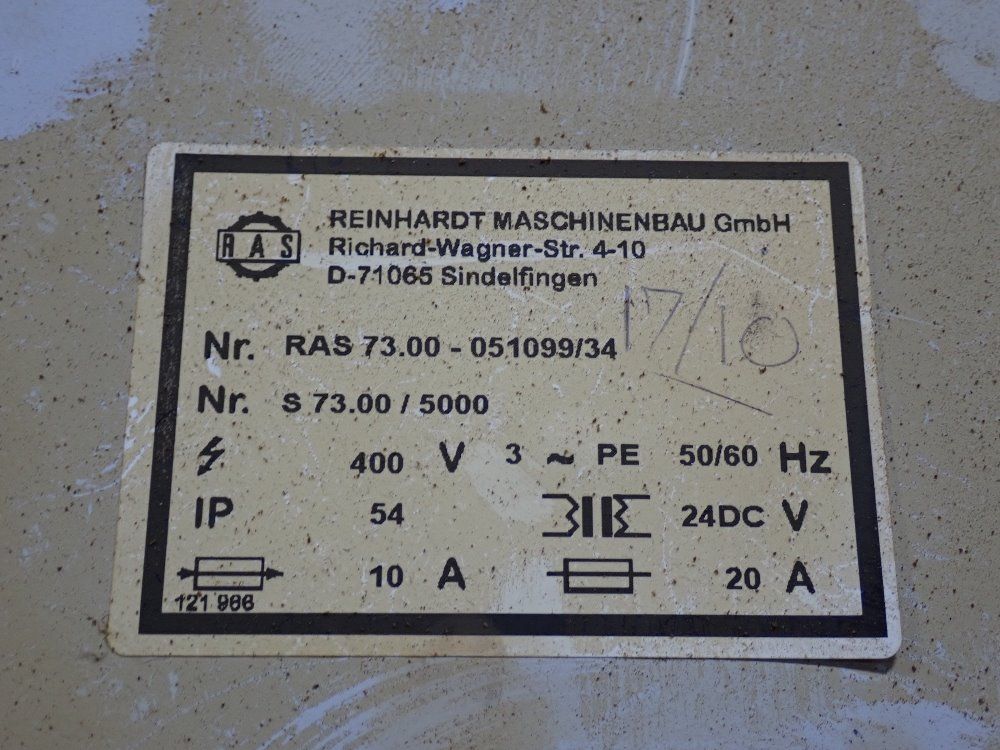 RAS
REINHARDT MASCHINENBAU GmbH
Richard-Wagner-Str. 4-10
D-71065 Sindelfingen
17/10
Nr. RAS 73.00 - 051099/34
Nr. S 73.00 / 5000
400 V 3 ~ PE 50/60 Hz
IP 54 24DC V
10 A 20 A
121 966